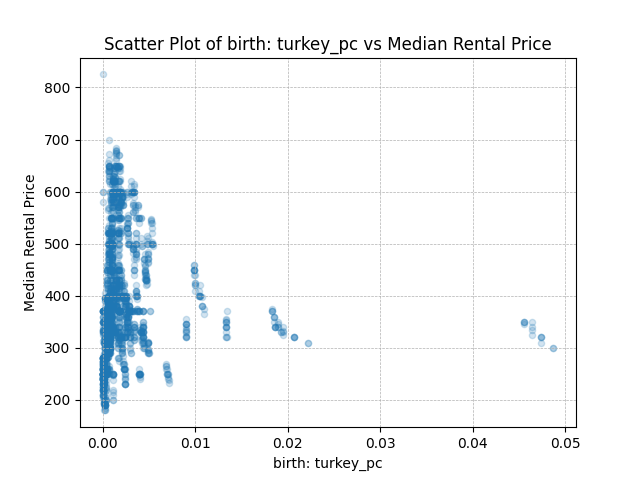 Scatter Plot of birth: turkey_pc vs Median Rental Price
Median Rental Price
800
700
600
500
400
300
200
0.00 0.01 0.02 0.03 0.04 0.05
birth: turkey_pc